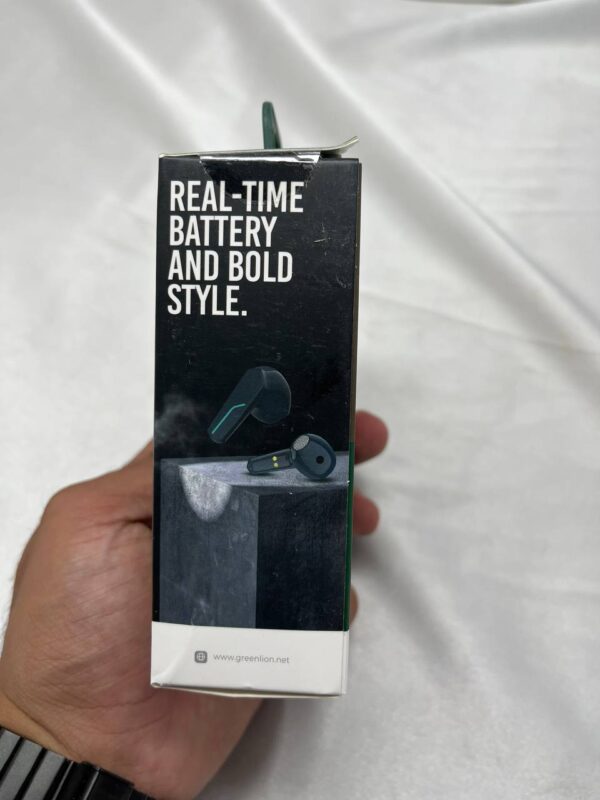 REAL-TIME
BATTERY
AND BOLD
STYLE.
www.greenlion.net